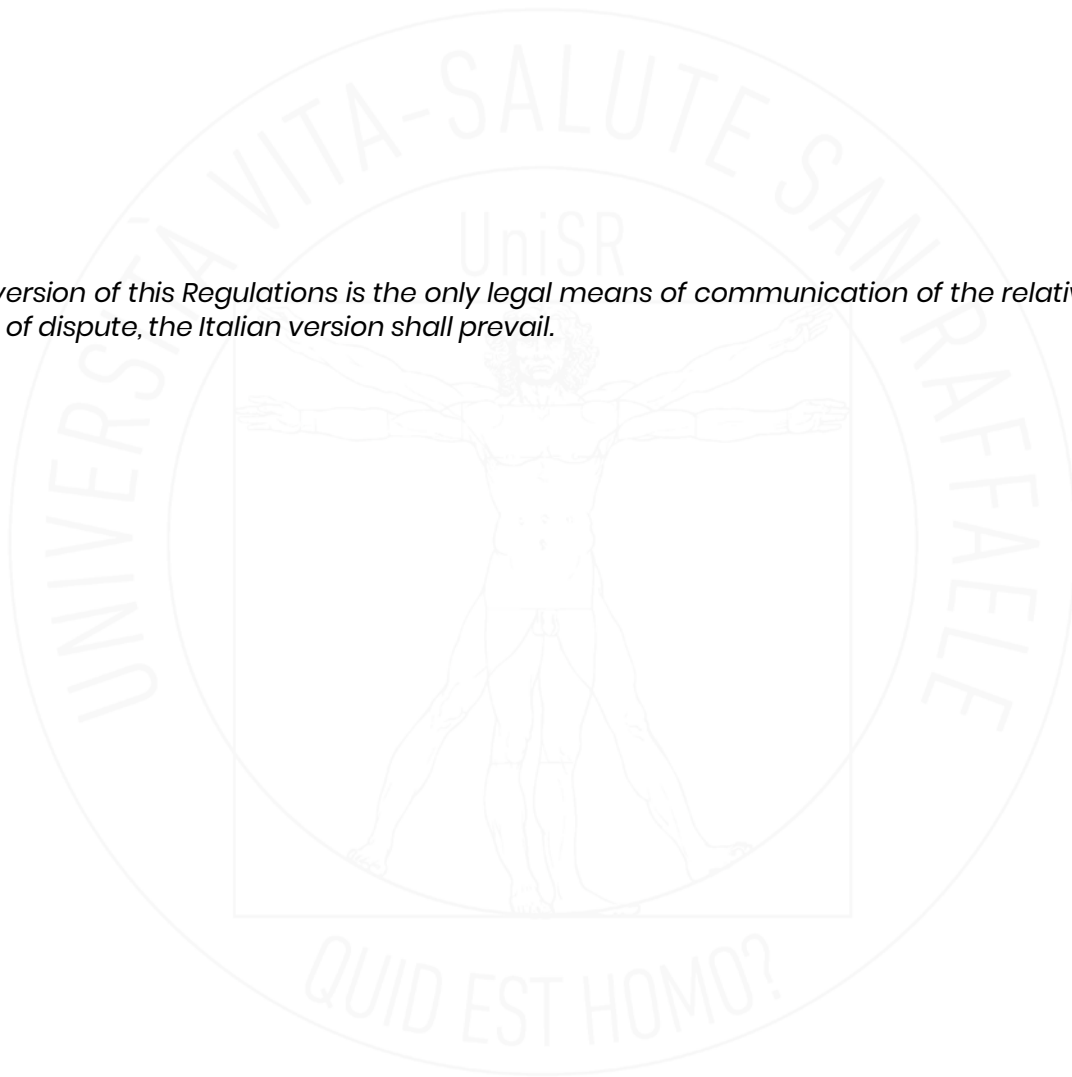 UNIVERSITÀ VITA-SALUTE SAN RAFFAELE
UniSR
version of this Regulations is the only legal means of communication of the
of dispute, the Italian version shall prevail.
QUID EST HOMO?